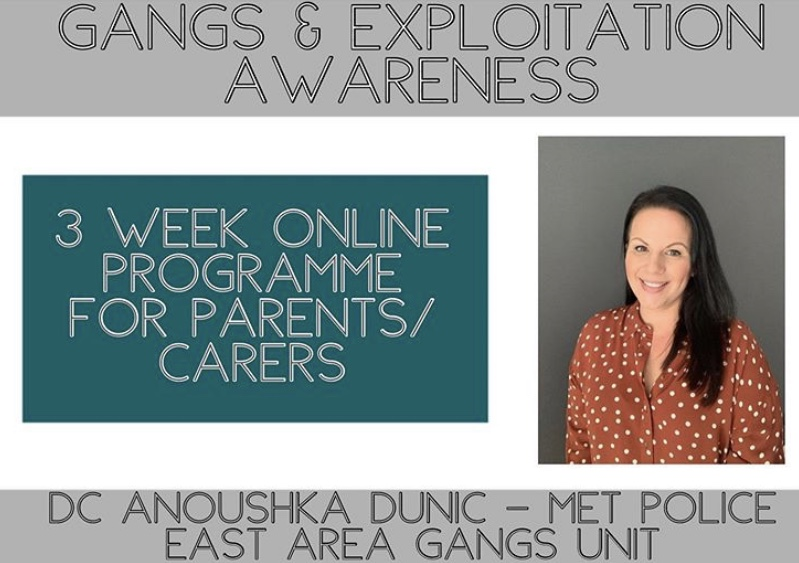 GANGS & EXPLOITATION
AWARENESS
3 WEEK ONLINE
PROGRAMME
FOR PARENTS/
CARERS
DC ANOUSHKA DUNIC – MET POLICE
EAST AREA GANGS UNIT